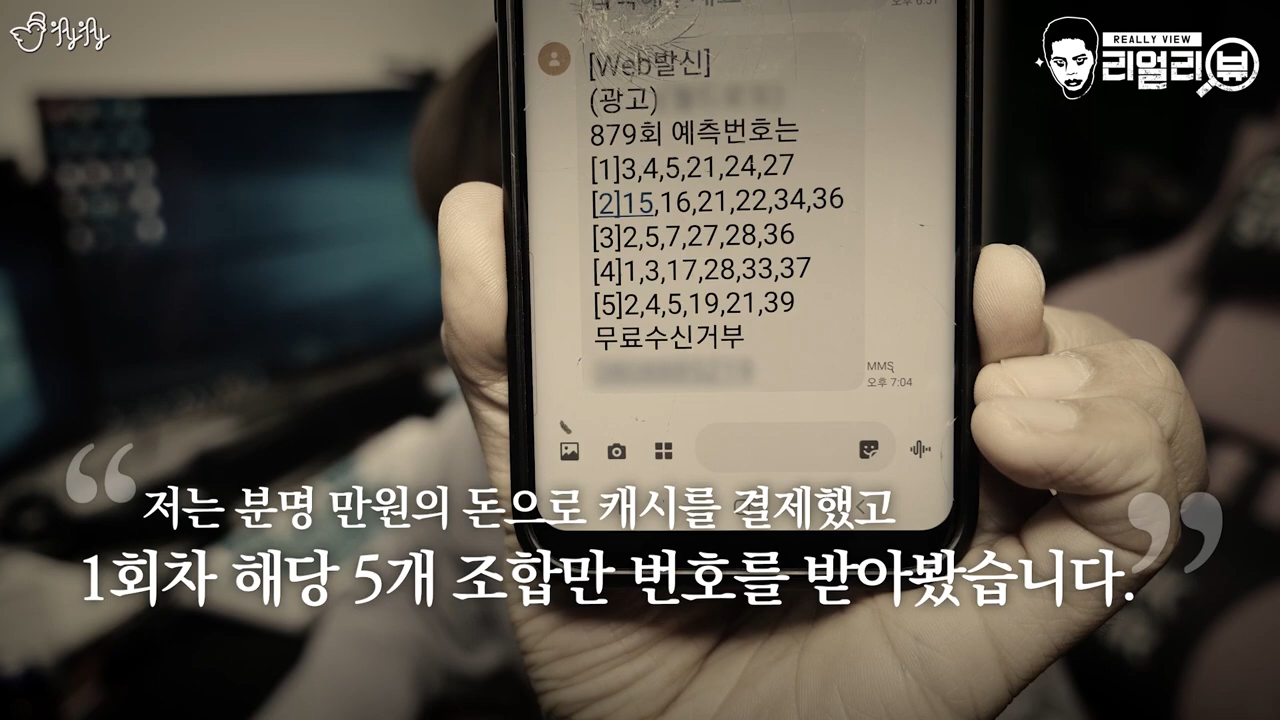 REALLY VIEW
리얼리뷰
[Web발신]
(광고)
879회 예측번호는
[1]3,4,5,21,24,27
[2]15,16,21,22,34,36
[3]2,5,7,27,28,36
[4]1,3,17,28,33,37
[5]2,4,5,19,21,39
무료수신거부
MMS
오후 7:04
“저는 분명 만원의 돈으로 캐시를 결제했고
1회차 해당 5개 조합만 번호를 받아봤습니다.”